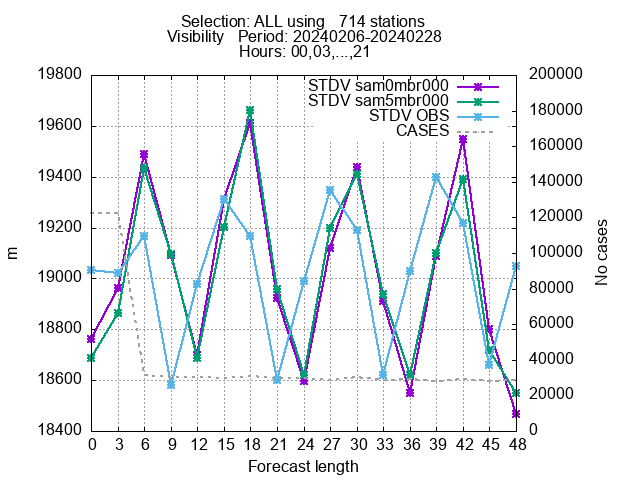 Selection: ALL using   714 stations
Visibility   Period: 20240206-20240228
Hours: 00,03,...,21
STDV sam0mbr000
STDV sam5mbr000
STDV OBS
CASES
19800
19600
19400
19200
19000
18800
18600
18400
m
200000
180000
160000
140000
120000
100000
80000
60000
40000
20000
0
No cases
0 3 6 9 12 15 18 21 24 27 30 33 36 39 42 45 48
Forecast length